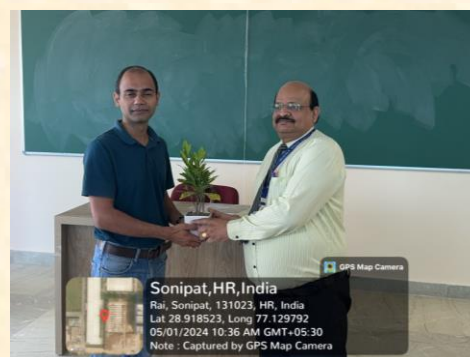 GPS Map Camera
Sonipat,HR,India
Rai, Sonipat, 131023, HR, India
Lat 28.918523, Long 77.129792
05/01/2024 10:36 AM GMT+05:30
Note : Captured by GPS Map Camera